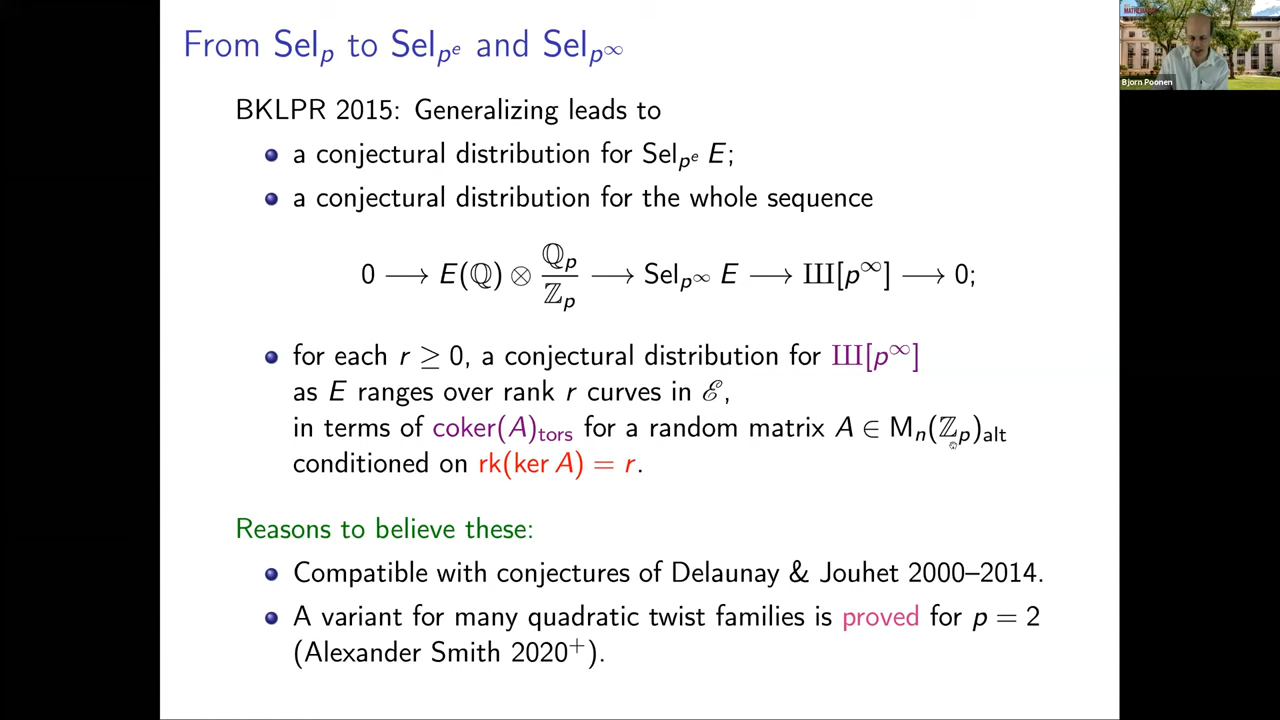 From Sel_p to Sel_{p^e} and Sel_{p^∞}
MATHEMATICS
Bjorn Poonen
BKLPR 2015: Generalizing leads to
a conjectural distribution for Sel_{p^e} E;
a conjectural distribution for the whole sequence
0 ⟶ E(ℚ) ⊗ ℚ_p/ℤ_p ⟶ Sel_{p^∞} E ⟶ Ш[p^∞] ⟶ 0;
for each r ≥ 0, a conjectural distribution for Ш[p^∞]
as E ranges over rank r curves in ℰ,
in terms of coker(A)_tors for a random matrix A ∈ M_n(ℤ_p)_alt
conditioned on rk(ker A) = r.
Reasons to believe these:
Compatible with conjectures of Delaunay & Jouhet 2000–2014.
A variant for many quadratic twist families is proved for p = 2
(Alexander Smith 2020⁺).